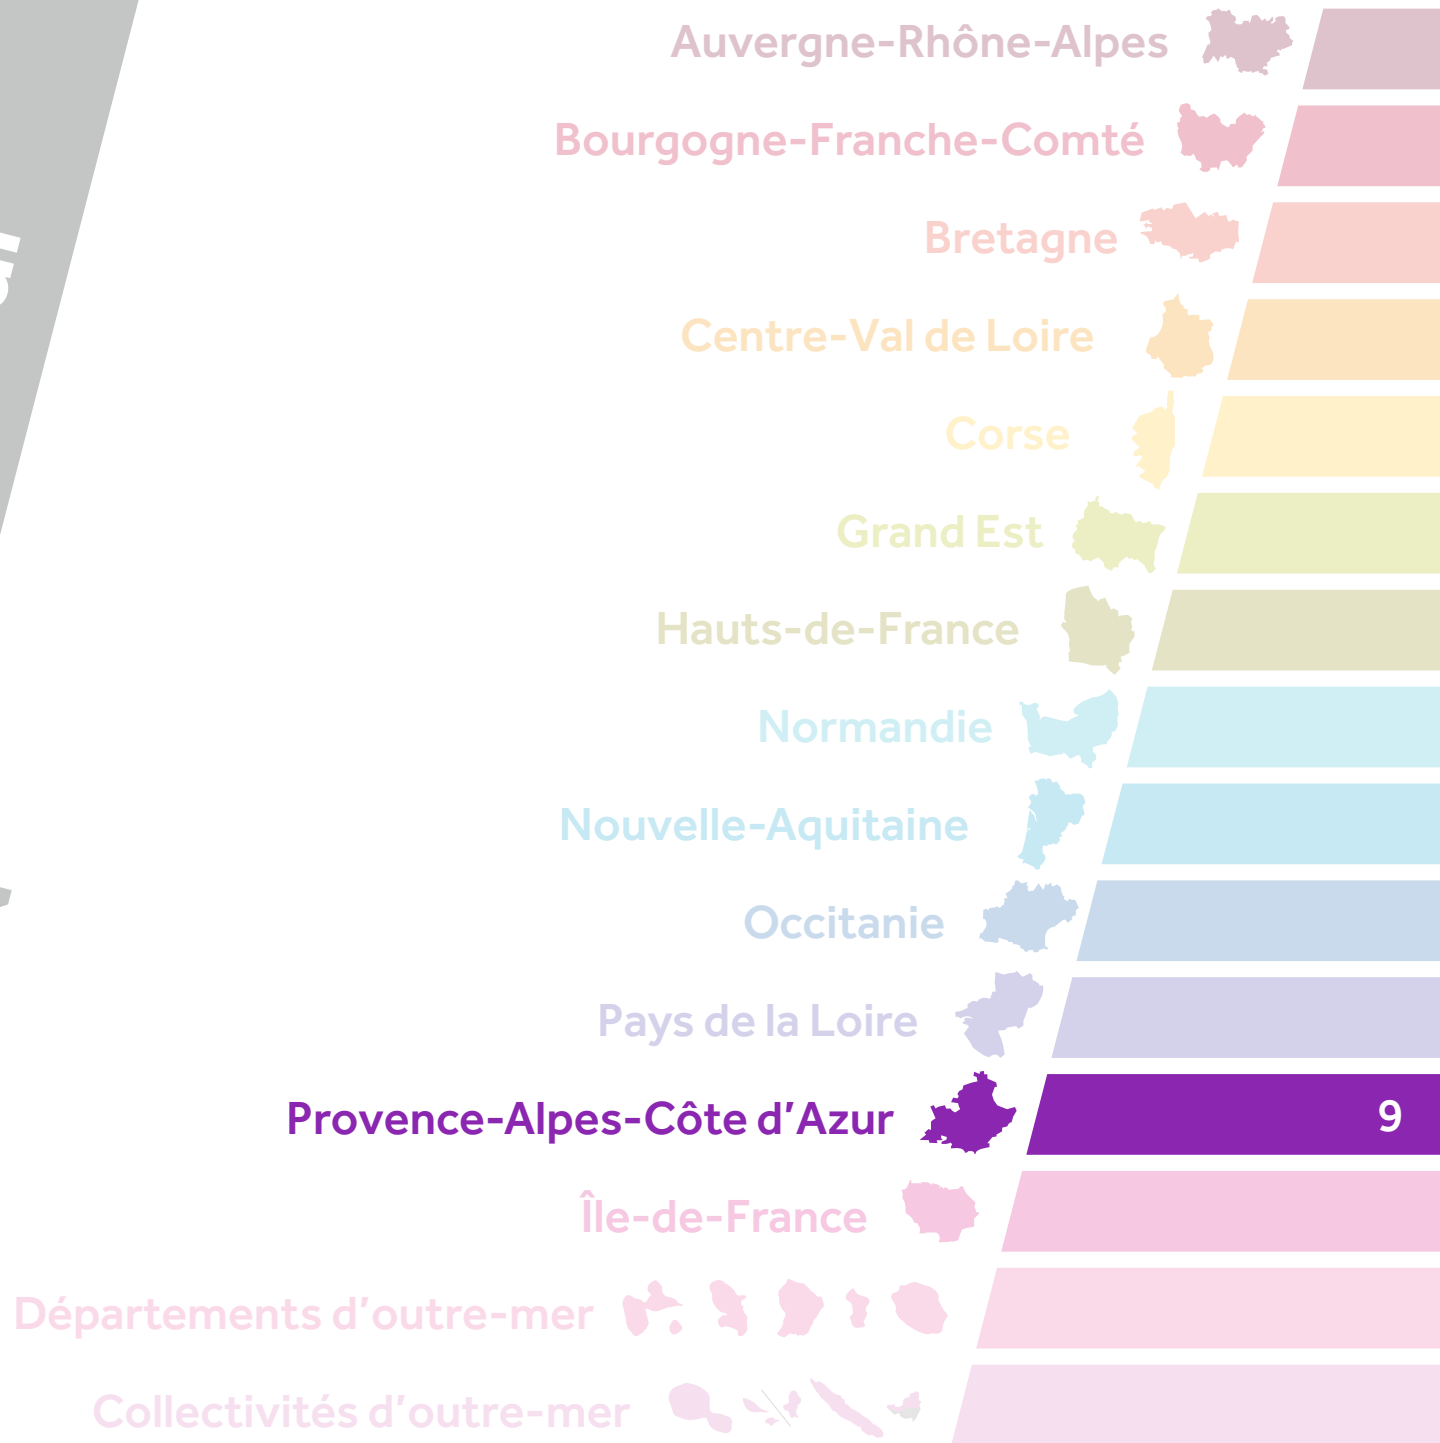 Auvergne-Rhône-Alpes
Bourgogne-Franche-Comté
Bretagne
Centre-Val de Loire
Corse
Grand Est
Hauts-de-France
Normandie
Nouvelle-Aquitaine
Occitanie
Pays de la Loire
Provence-Alpes-Côte d’Azur 9
Île-de-France
Départements d’outre-mer
Collectivités d’outre-mer